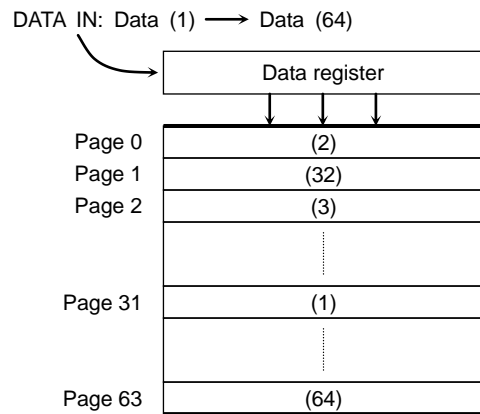 DATA IN: Data (1) Data (64)
Data register
Page 0 (2)
Page 1 (32)
Page 2 (3)
Page 31 (1)
Page 63 (64)